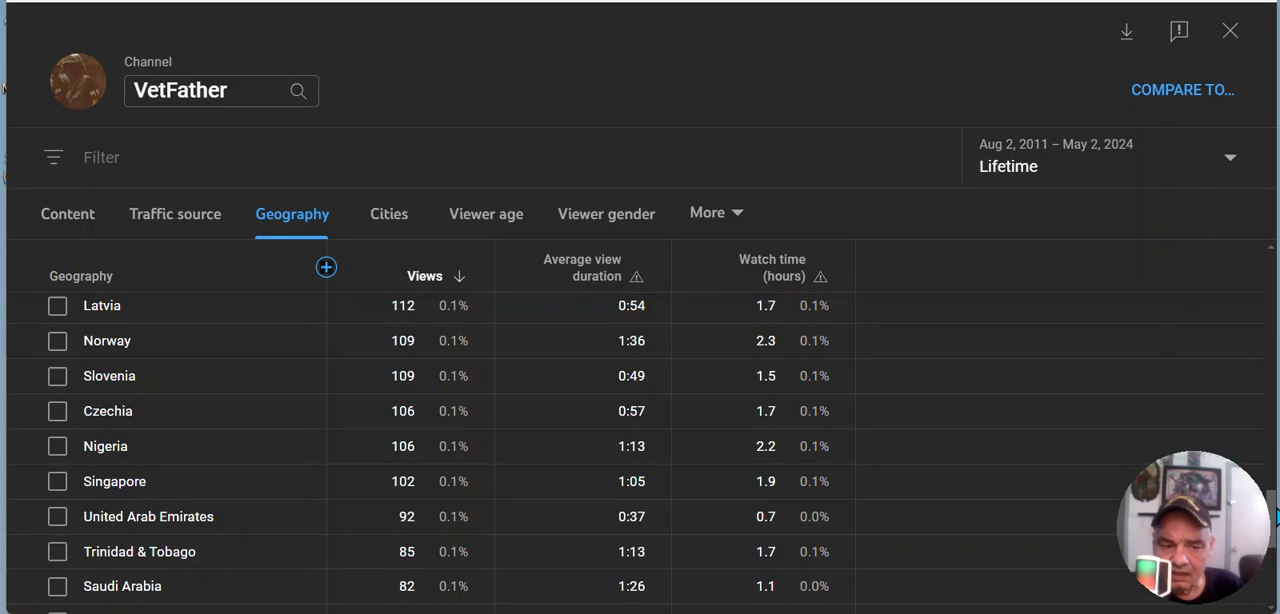 Channel
VetFather
COMPARE TO...
Filter
Aug 2, 2011 – May 2, 2024
Lifetime
Content Traffic source Geography Cities Viewer age Viewer gender More
Geography Views Average view duration Watch time (hours)
Latvia 112 0.1% 0:54 1.7 0.1%
Norway 109 0.1% 1:36 2.3 0.1%
Slovenia 109 0.1% 0:49 1.5 0.1%
Czechia 106 0.1% 0:57 1.7 0.1%
Nigeria 106 0.1% 1:13 2.2 0.1%
Singapore 102 0.1% 1:05 1.9 0.1%
United Arab Emirates 92 0.1% 0:37 0.7 0.0%
Trinidad & Tobago 85 0.1% 1:13 1.7 0.1%
Saudi Arabia 82 0.1% 1:26 1.1 0.0%